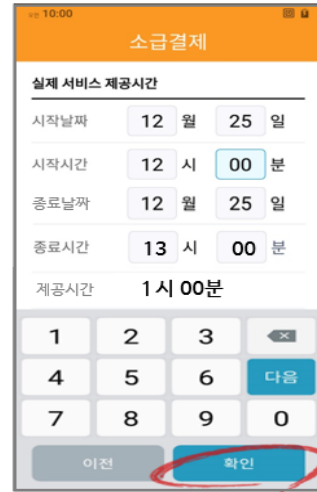 오전 10:00
소급결제
실제 서비스 제공시간
시작날짜 12 월 25 일
시작시간 12 시 00 분
종료날짜 12 월 25 일
종료시간 13 시 00 분
제공시간 1시 00분
1 2 3
4 5 6 다음
7 8 9 0
이전 확인